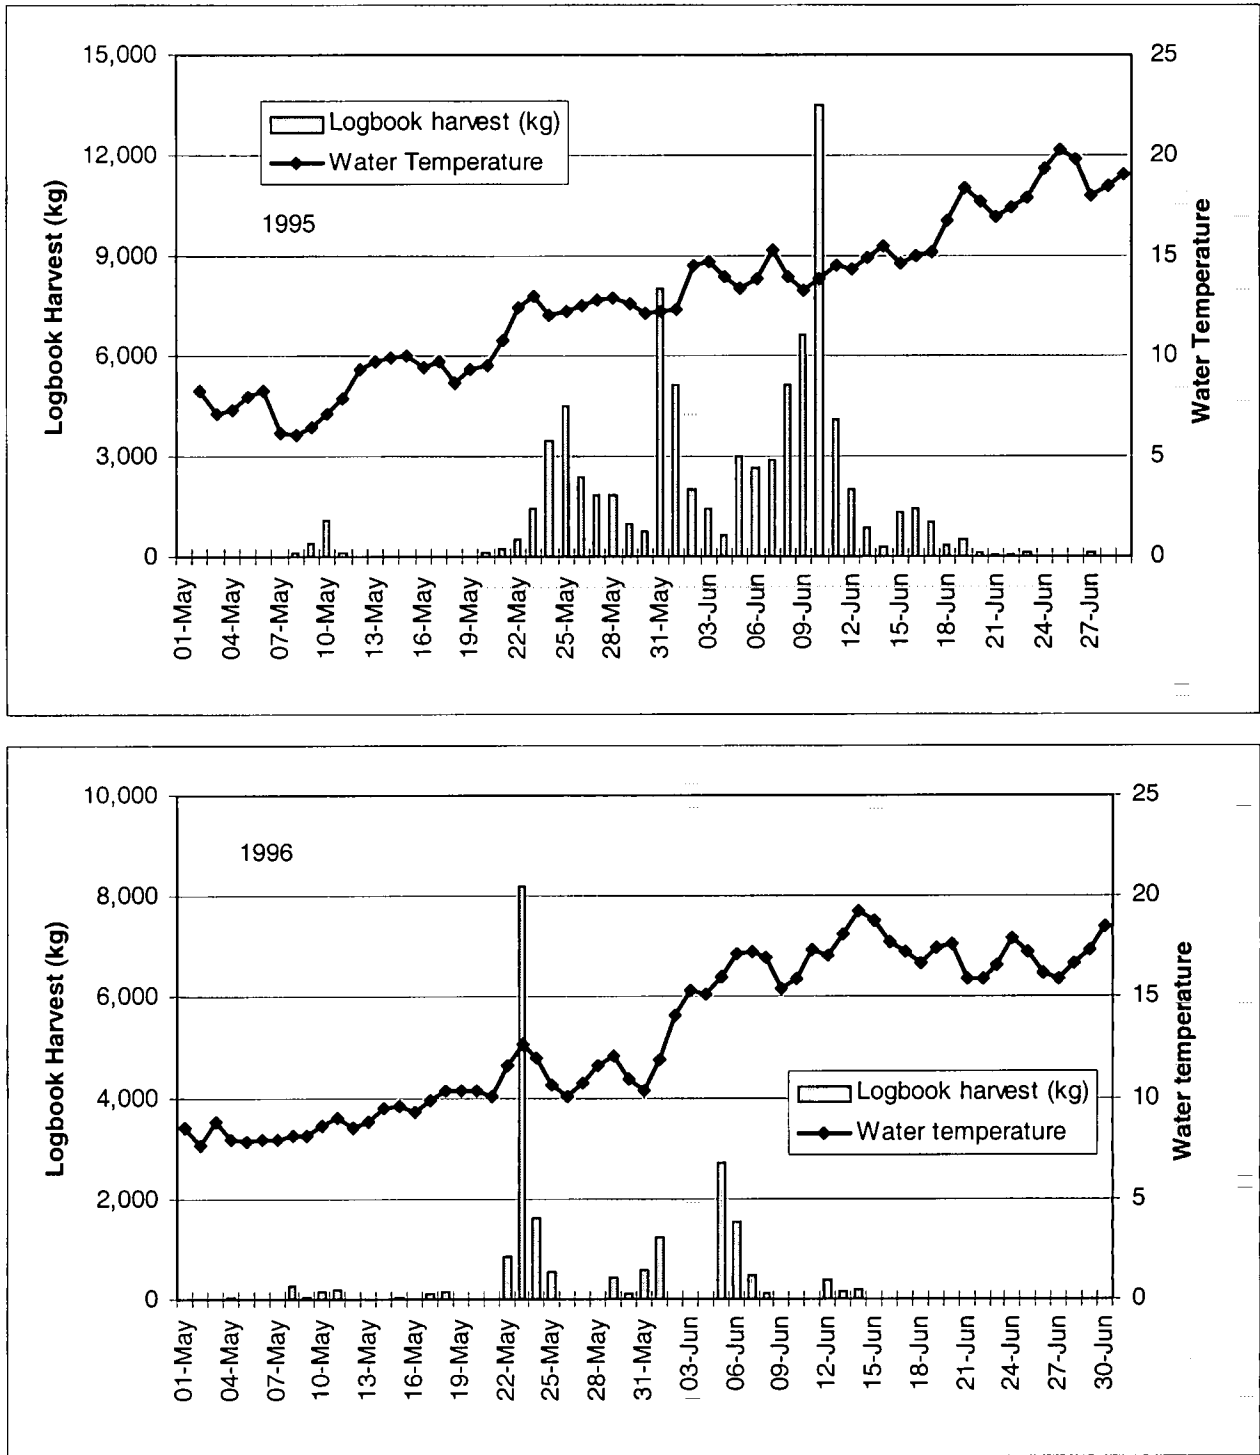 15,000
12,000
9,000
6,000
3,000
0
Logbook Harvest (kg)
25
20
15
10
5
0
Water Temperature
Logbook harvest (kg)
Water Temperature
1995
01-May
04-May
07-May
10-May
13-May
16-May
19-May
22-May
25-May
28-May
31-May
03-Jun
06-Jun
09-Jun
12-Jun
15-Jun
18-Jun
21-Jun
24-Jun
27-Jun
10,000
8,000
6,000
4,000
2,000
0
Logbook Harvest (kg)
25
20
15
10
5
0
Water temperature
1996
Logbook harvest (kg)
Water temperature
01-May
04-May
07-May
10-May
13-May
16-May
19-May
22-May
25-May
28-May
31-May
03-Jun
06-Jun
09-Jun
12-Jun
15-Jun
18-Jun
21-Jun
24-Jun
27-Jun
30-Jun